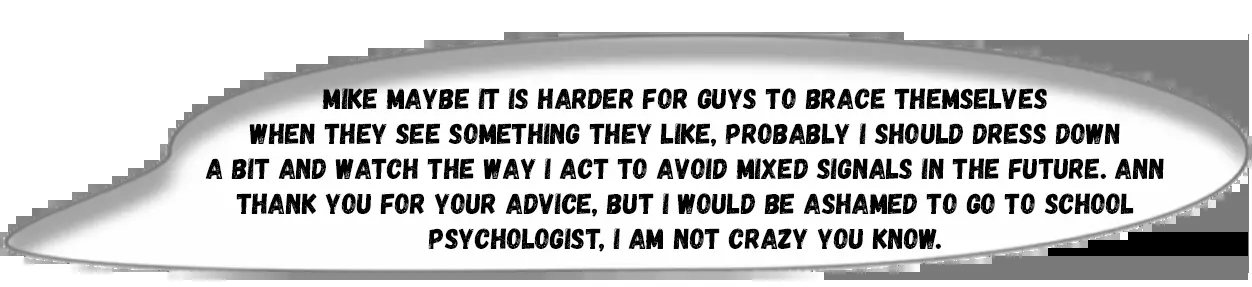 MIKE MAYBE IT IS HARDER FOR GUYS TO BRACE THEMSELVES
WHEN THEY SEE SOMETHING THEY LIKE, PROBABLY I SHOULD DRESS DOWN
A BIT AND WATCH THE WAY I ACT TO AVOID MIXED SIGNALS IN THE FUTURE. ANN
THANK YOU FOR YOUR ADVICE, BUT I WOULD BE ASHAMED TO GO TO SCHOOL
PSYCHOLOGIST, I AM NOT CRAZY YOU KNOW.